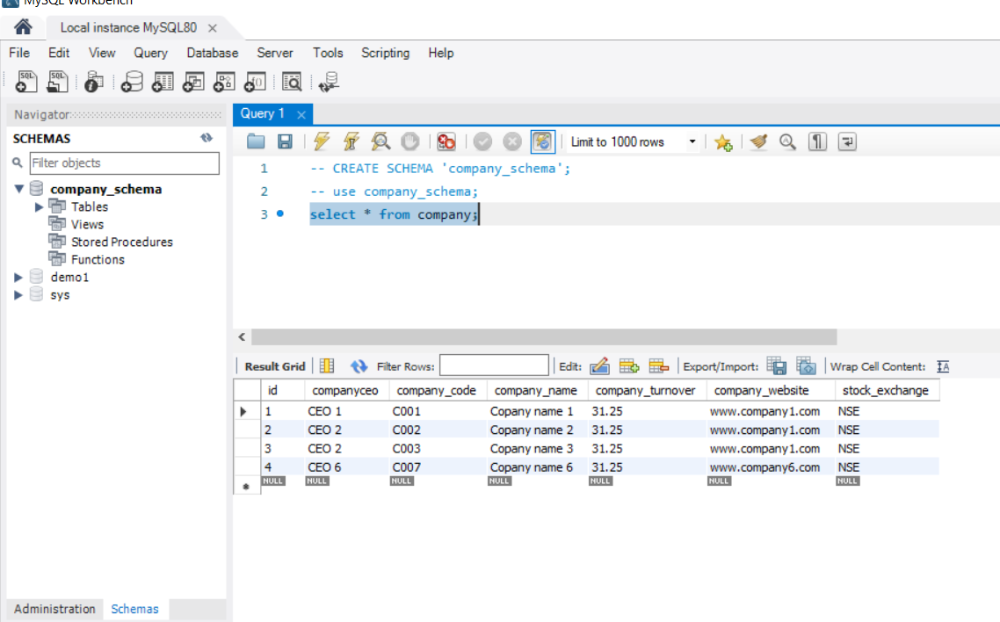 MySQL Workbench
Local instance MySQL80
File Edit View Query Database Server Tools Scripting Help
Navigator
SCHEMAS
Filter objects
company_schema
Tables
Views
Stored Procedures
Functions
demo1
sys
Administration Schemas
Query 1
Limit to 1000 rows
1 -- CREATE SCHEMA 'company_schema';
2 -- use company_schema;
3 select * from company;
Result Grid Filter Rows: Edit: Export/Import: Wrap Cell Content:
id companyceo company_code company_name company_turnover company_website stock_exchange
1 CEO 1 C001 Copany name 1 31.25 www.company1.com NSE
2 CEO 2 C002 Copany name 2 31.25 www.company1.com NSE
3 CEO 2 C003 Copany name 3 31.25 www.company1.com NSE
4 CEO 6 C007 Copany name 6 31.25 www.company6.com NSE
NULL NULL NULL NULL NULL NULL NULL